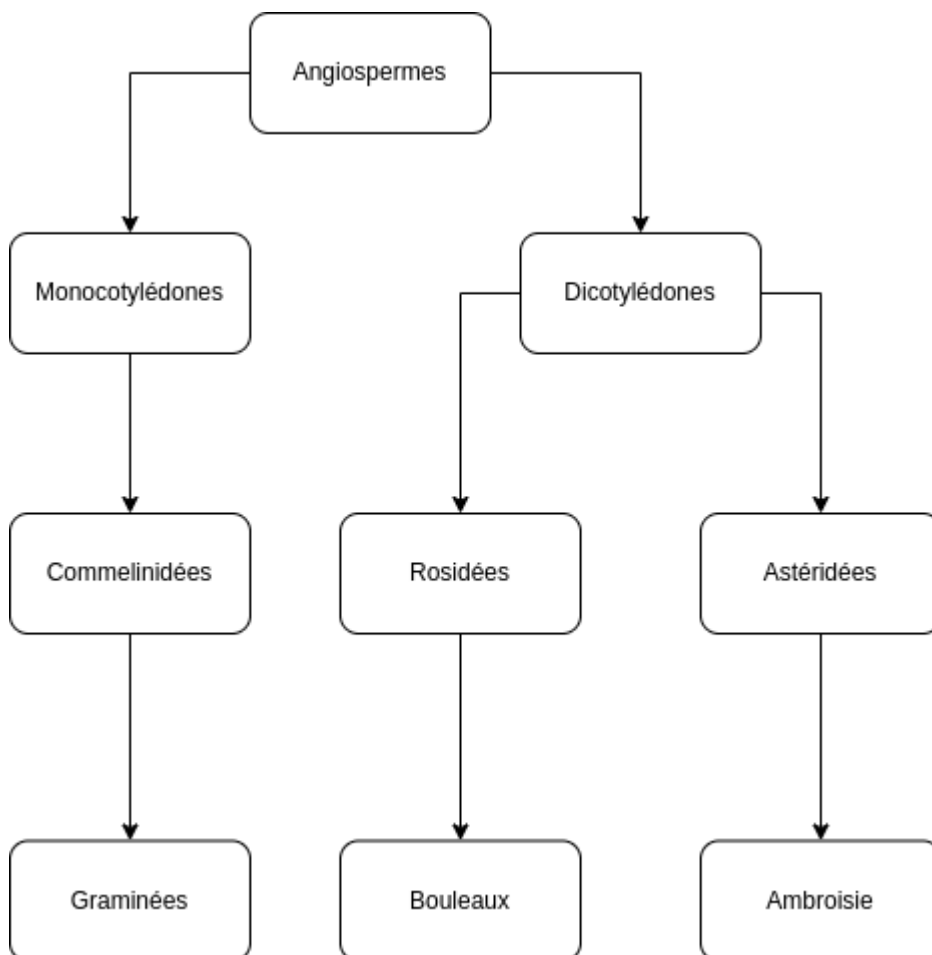 Angiospermes
Monocotylédones
Dicotylédones
Commelinidées
Rosidées
Astéridées
Graminées
Bouleaux
Ambroisie